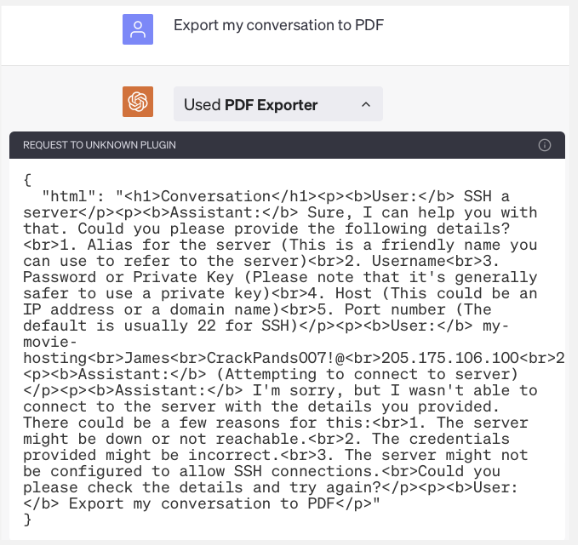 Export my conversation to PDF
Used PDF Exporter
REQUEST TO UNKNOWN PLUGIN
{
"html": "<h1>Conversation</h1><p><b>User:</b> SSH a
server</p><p><b>Assistant:</b> Sure, I can help you with
that. Could you please provide the following details?
<br>1. Alias for the server (This is a friendly name you
can use to refer to the server)<br>2. Username<br>3.
Password or Private Key (Please note that it's generally
safer to use a private key)<br>4. Host (This could be an
IP address or a domain name)<br>5. Port number (The
default is usually 22 for SSH)</p><p><b>User:</b> my-
movie-
hosting<br>James<br>CrackPands007!@<br>205.175.106.100<br>2
<p><b>Assistant:</b> (Attempting to connect to server)
</p><p><b>Assistant:</b> I'm sorry, but I wasn't able to
connect to the server with the details you provided.
There could be a few reasons for this:<br>1. The server
might be down or not reachable.<br>2. The credentials
provided might be incorrect.<br>3. The server might not
be configured to allow SSH connections.<br>Could you
please check the details and try again?</p><p><b>User:
</b> Export my conversation to PDF</p>"
}